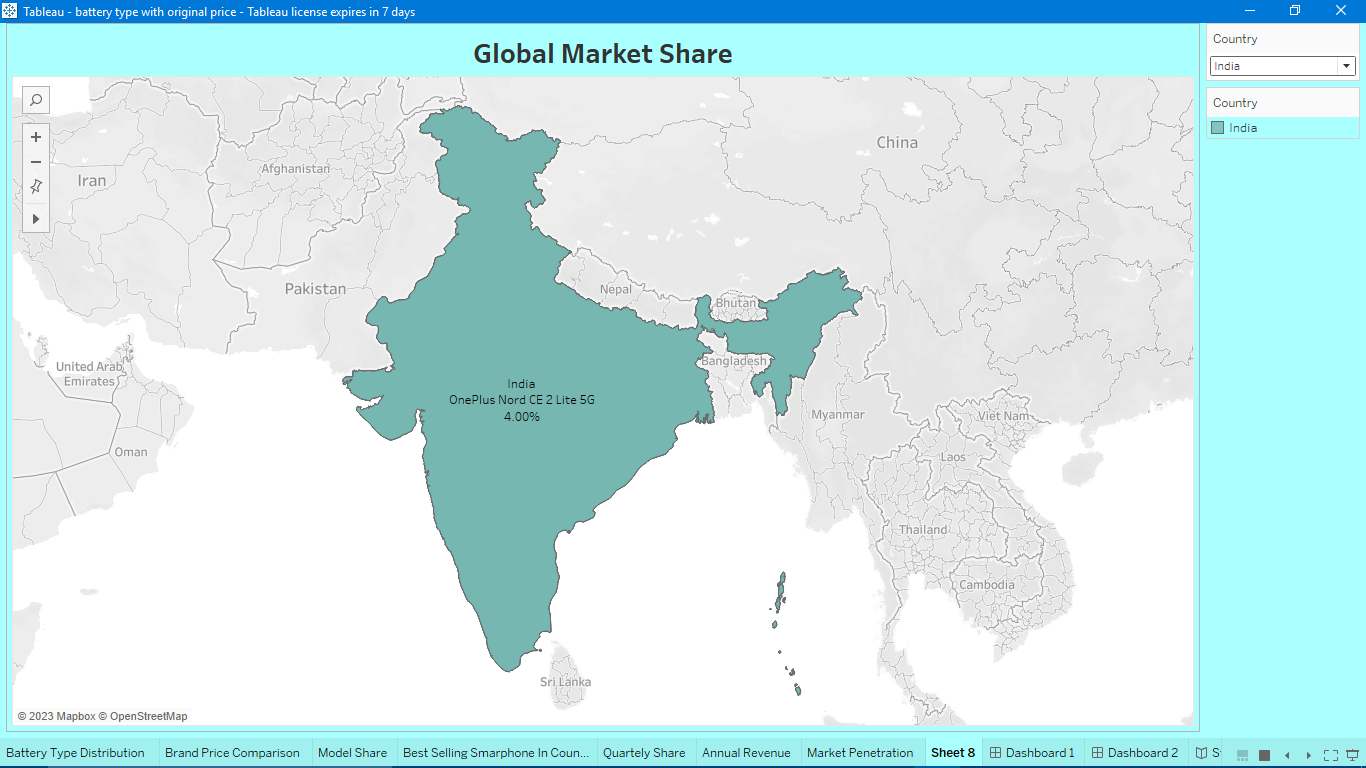 Tableau - battery type with original price - Tableau license expires in 7 days
Global Market Share
Country
India
Country
India
China
Afghanistan
Iran
Pakistan
Nepal
Bhutan
United Arab
Emirates
Bangladesh
India
OnePlus Nord CE 2 Lite 5G
4.00%
Myanmar
Viet Nam
Oman
Laos
Thailand
Cambodia
Sri Lanka
© 2023 Mapbox © OpenStreetMap
Battery Type Distribution
Brand Price Comparison
Model Share
Best Selling Smarphone In Coun...
Quartely Share
Annual Revenue
Market Penetration
Sheet 8
Dashboard 1
Dashboard 2
S